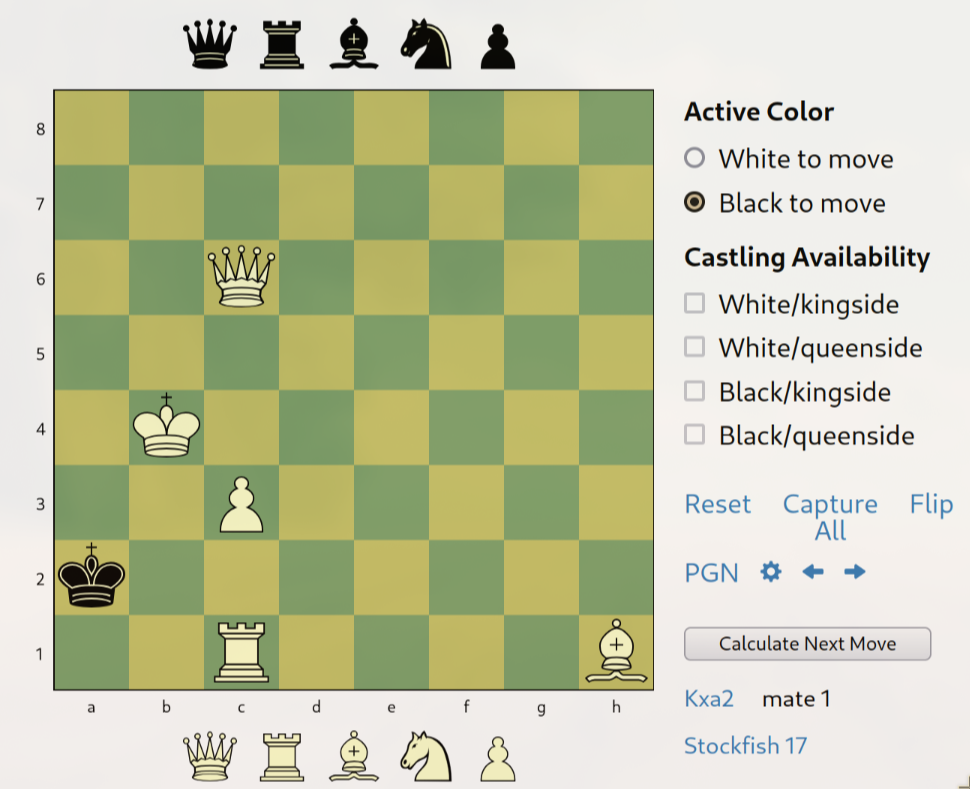 Active Color
8
White to move
7
Black to move
6
Castling Availability
White/kingside
5
White/queenside
4
Black/kingside
Black/queenside
3
Reset Capture All Flip
2
PGN
1
Calculate Next Move
a b c d e f g h
Kxa2 mate 1
Stockfish 17